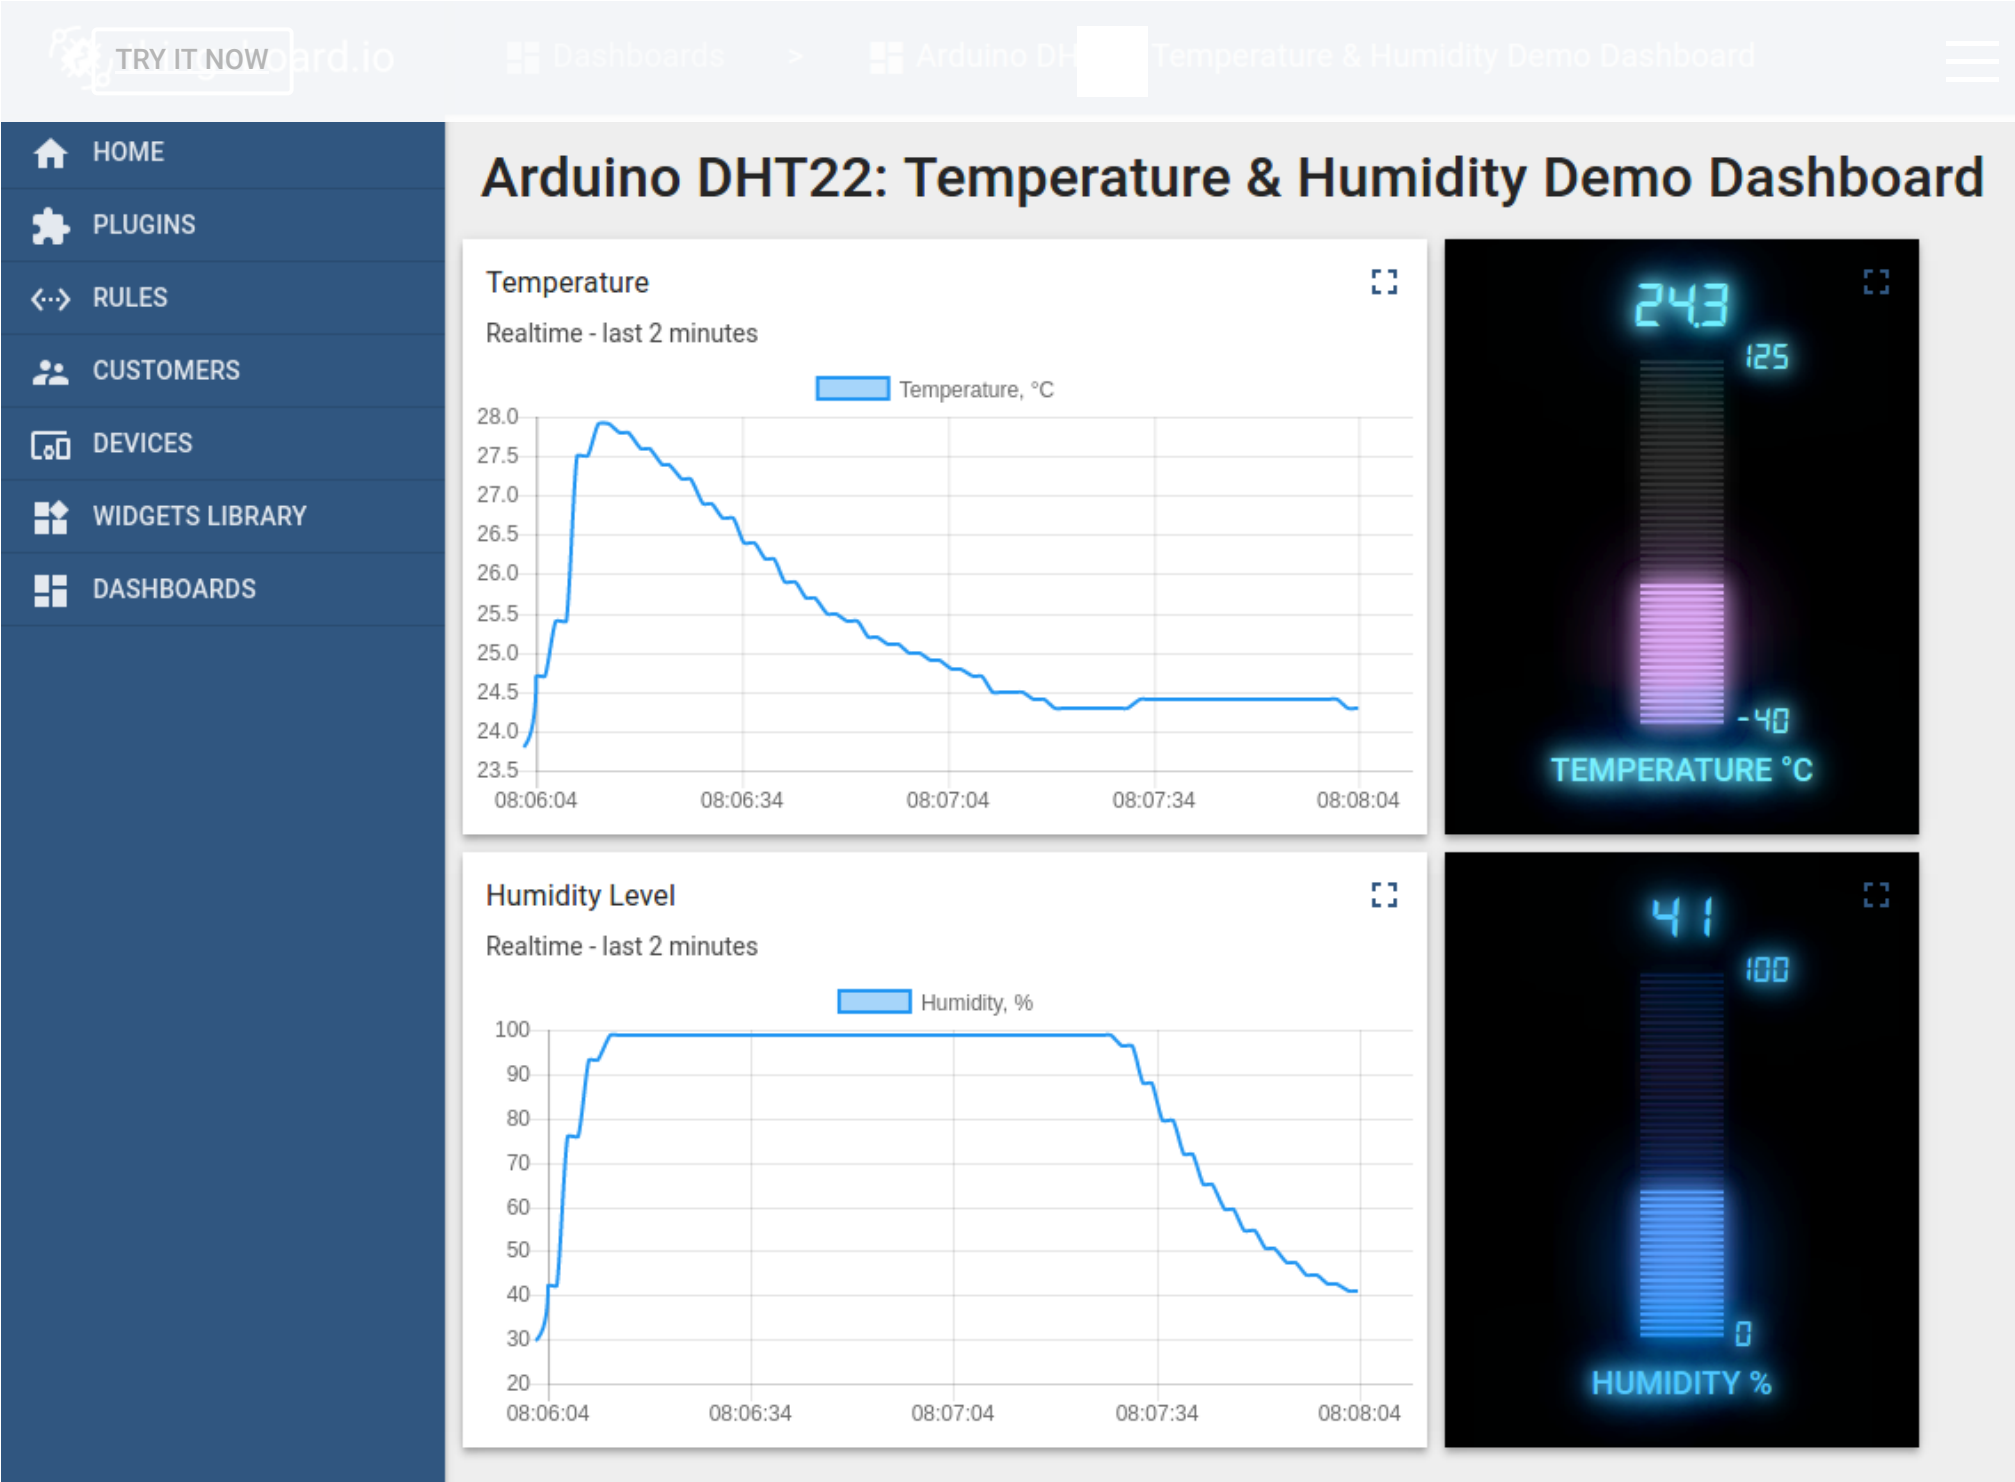 TRY IT NOW
ard.io
Dashboards > Arduino DH Temperature & Humidity Demo Dashboard
HOME
PLUGINS
RULES
CUSTOMERS
DEVICES
WIDGETS LIBRARY
DASHBOARDS
Arduino DHT22: Temperature & Humidity Demo Dashboard
Temperature
Realtime - last 2 minutes
Temperature, °C
28.0
27.5
27.0
26.5
26.0
25.5
25.0
24.5
24.0
23.5
08:06:04 08:06:34 08:07:04 08:07:34 08:08:04
24.3
125
-40
TEMPERATURE °C
Humidity Level
Realtime - last 2 minutes
Humidity, %
100
90
80
70
60
50
40
30
20
08:06:04 08:06:34 08:07:04 08:07:34 08:08:04
41
100
0
HUMIDITY %